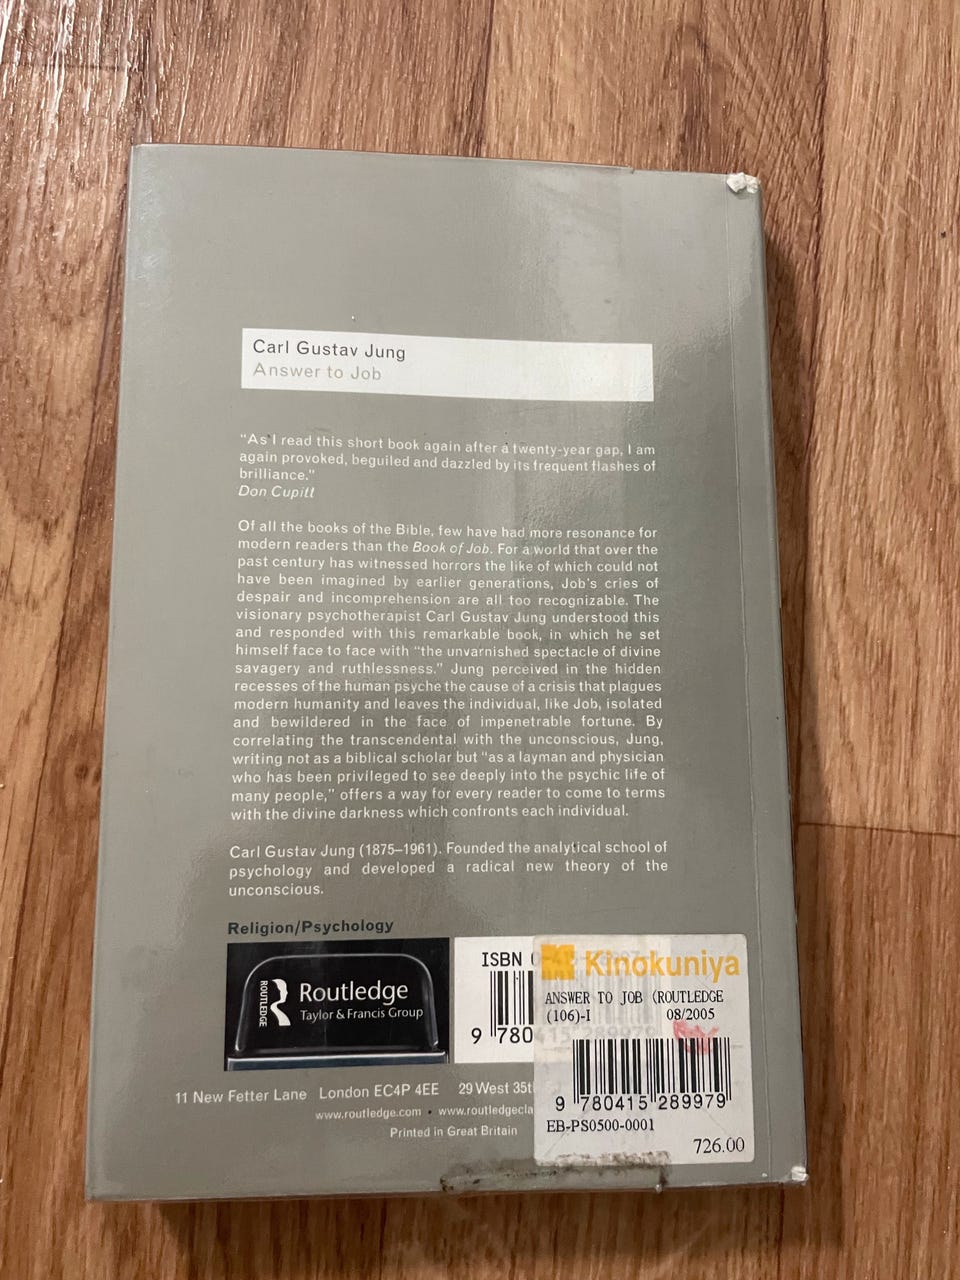 Carl Gustav Jung
Answer to Job
"As I read this short book again after a twenty-year gap, I am
again provoked, beguiled and dazzled by its frequent flashes of
brilliance."
Don Cupitt
Of all the books of the Bible, few have had more resonance for
modern readers than the Book of Job. For a world that over the
past century has witnessed horrors the like of which could not
have been imagined by earlier generations, Job's cries of
despair and incomprehension are all too recognizable. The
visionary psychotherapist Carl Gustav Jung understood this
and responded with this remarkable book, in which he set
himself face to face with "the unvarnished spectacle of divine
savagery and ruthlessness." Jung perceived in the hidden
recesses of the human psyche the cause of a crisis that plagues
modern humanity and leaves the individual, like Job, isolated
and bewildered in the face of impenetrable fortune. By
correlating the transcendental with the unconscious, Jung,
writing not as a biblical scholar but "as a layman and physician
who has been privileged to see deeply into the psychic life of
many people," offers a way for every reader to come to terms
with the divine darkness which confronts each individual.
Carl Gustav Jung (1875–1961). Founded the analytical school of
psychology and developed a radical new theory of the
unconscious.
Religion/Psychology
ROUTLEDGE
Routledge
Taylor & Francis Group
ISBN 0
9 780
Kinokuniya
ANSWER TO JOB (ROUTLEDGE
(106)-I 08/2005
9 780415 289979
EB-PS0500-0001
726.00
11 New Fetter Lane London EC4P 4EE 29 West 35t
www.routledge.com • www.routledgecla
Printed in Great Britain